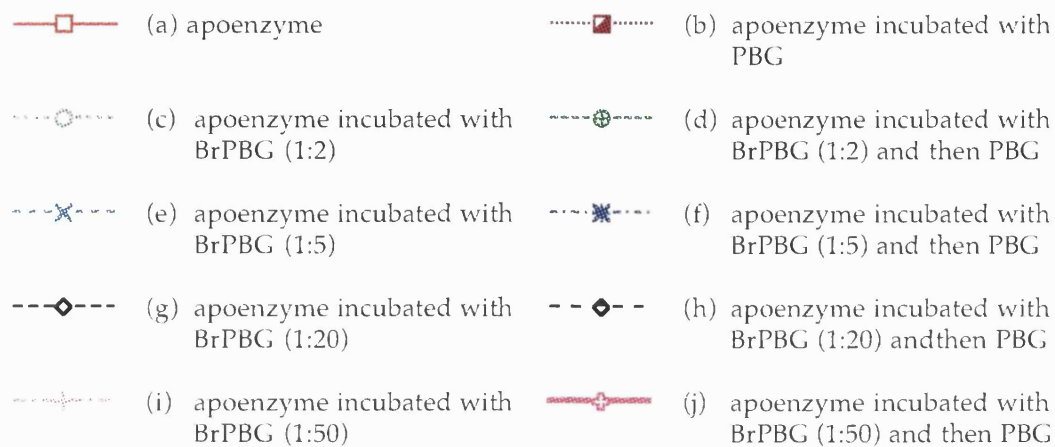 (a) apoenzyme
(b) apoenzyme incubated with
PBG
(c) apoenzyme incubated with
BrPBG (1:2)
(d) apoenzyme incubated with
BrPBG (1:2) and then PBG
(e) apoenzyme incubated with
BrPBG (1:5)
(f) apoenzyme incubated with
BrPBG (1:5) and then PBG
(g) apoenzyme incubated with
BrPBG (1:20)
(h) apoenzyme incubated with
BrPBG (1:20) andthen PBG
(i) apoenzyme incubated with
BrPBG (1:50)
(j) apoenzyme incubated with
BrPBG (1:50) and then PBG